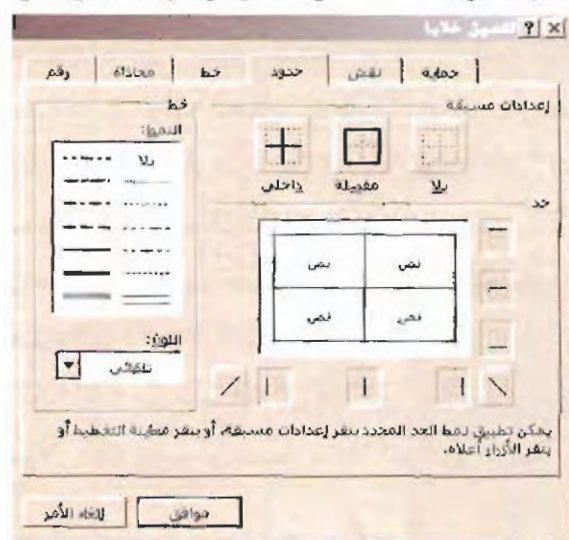 تنسيق خلايا
رقم محاذاة خط حدود نقش حماية
إعدادات مسبقة
بلا
داخلي
حد
نص نص
نص نص
خط
النمط:
بلا
اللون:
تلقائي
يمكن تطبيق نمط الحد المحدد بنقر إعدادات مسبقة، أو بنقر معاينة التخطيط أو
بنقر الأزرار أعلاه.
موافق
إلغاء الأمر